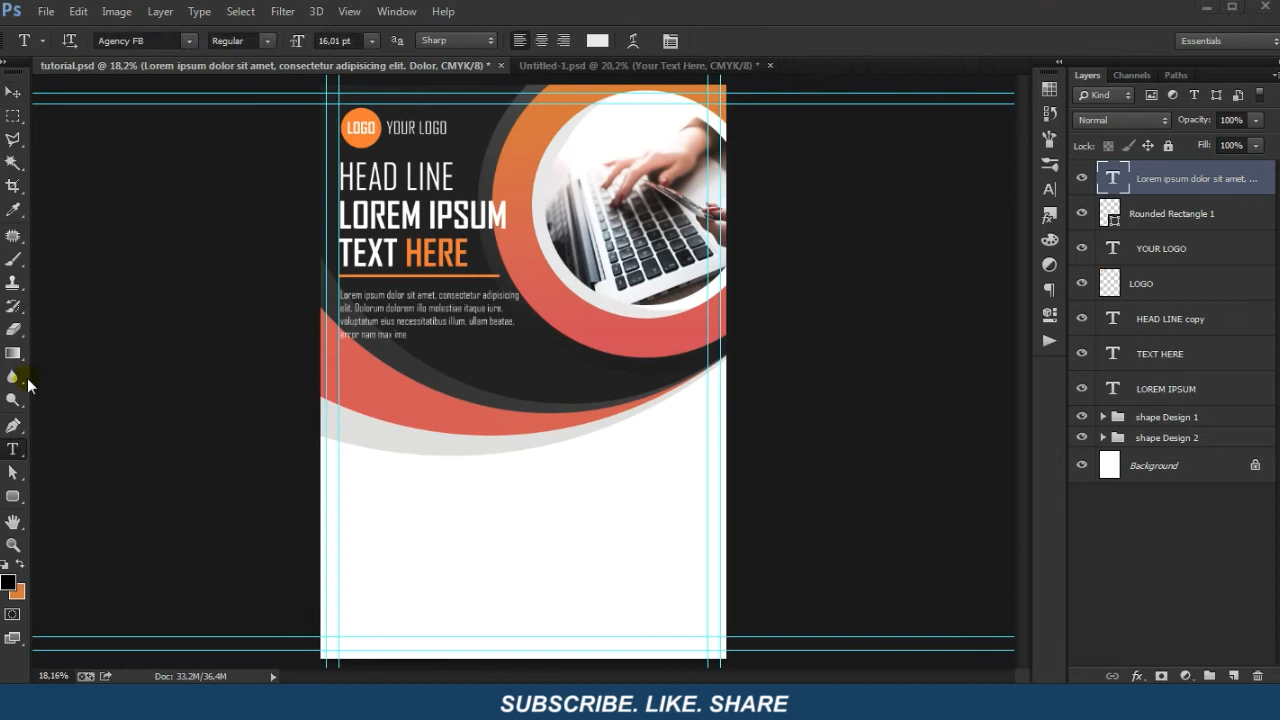 Ps File Edit Image Layer Type Select Filter 3D View Window Help
T Agency FB Regular 16,01 pt Sharp Essentials
tutorial.psd @ 18,2% (Lorem ipsum dolor sit amet, consectetur adipisicing elit. Dolor, CMYK/8) * × Untitled-1.psd @ 20,2% (Your Text Here, CMYK/8) * ×
Layers Channels Paths
Kind
Normal Opacity: 100%
Lock: Fill: 100%
LOGO YOUR LOGO
HEAD LINE
LOREM IPSUM
TEXT HERE
Lorem ipsum dolor sit amet, consectetur adipisicing
elit. Dolorum dolorem illo molestiae itaque iure,
voluptatum eius necessitatibus illum, ullam beatae,
error nam max ime
Lorem ipsum dolor sit amet, ...
Rounded Rectangle 1
YOUR LOGO
LOGO
HEAD LINE copy
TEXT HERE
LOREM IPSUM
shape Design 1
shape Design 2
Background
18,16% Doc: 33,2M/36,4M
SUBSCRIBE. LIKE. SHARE